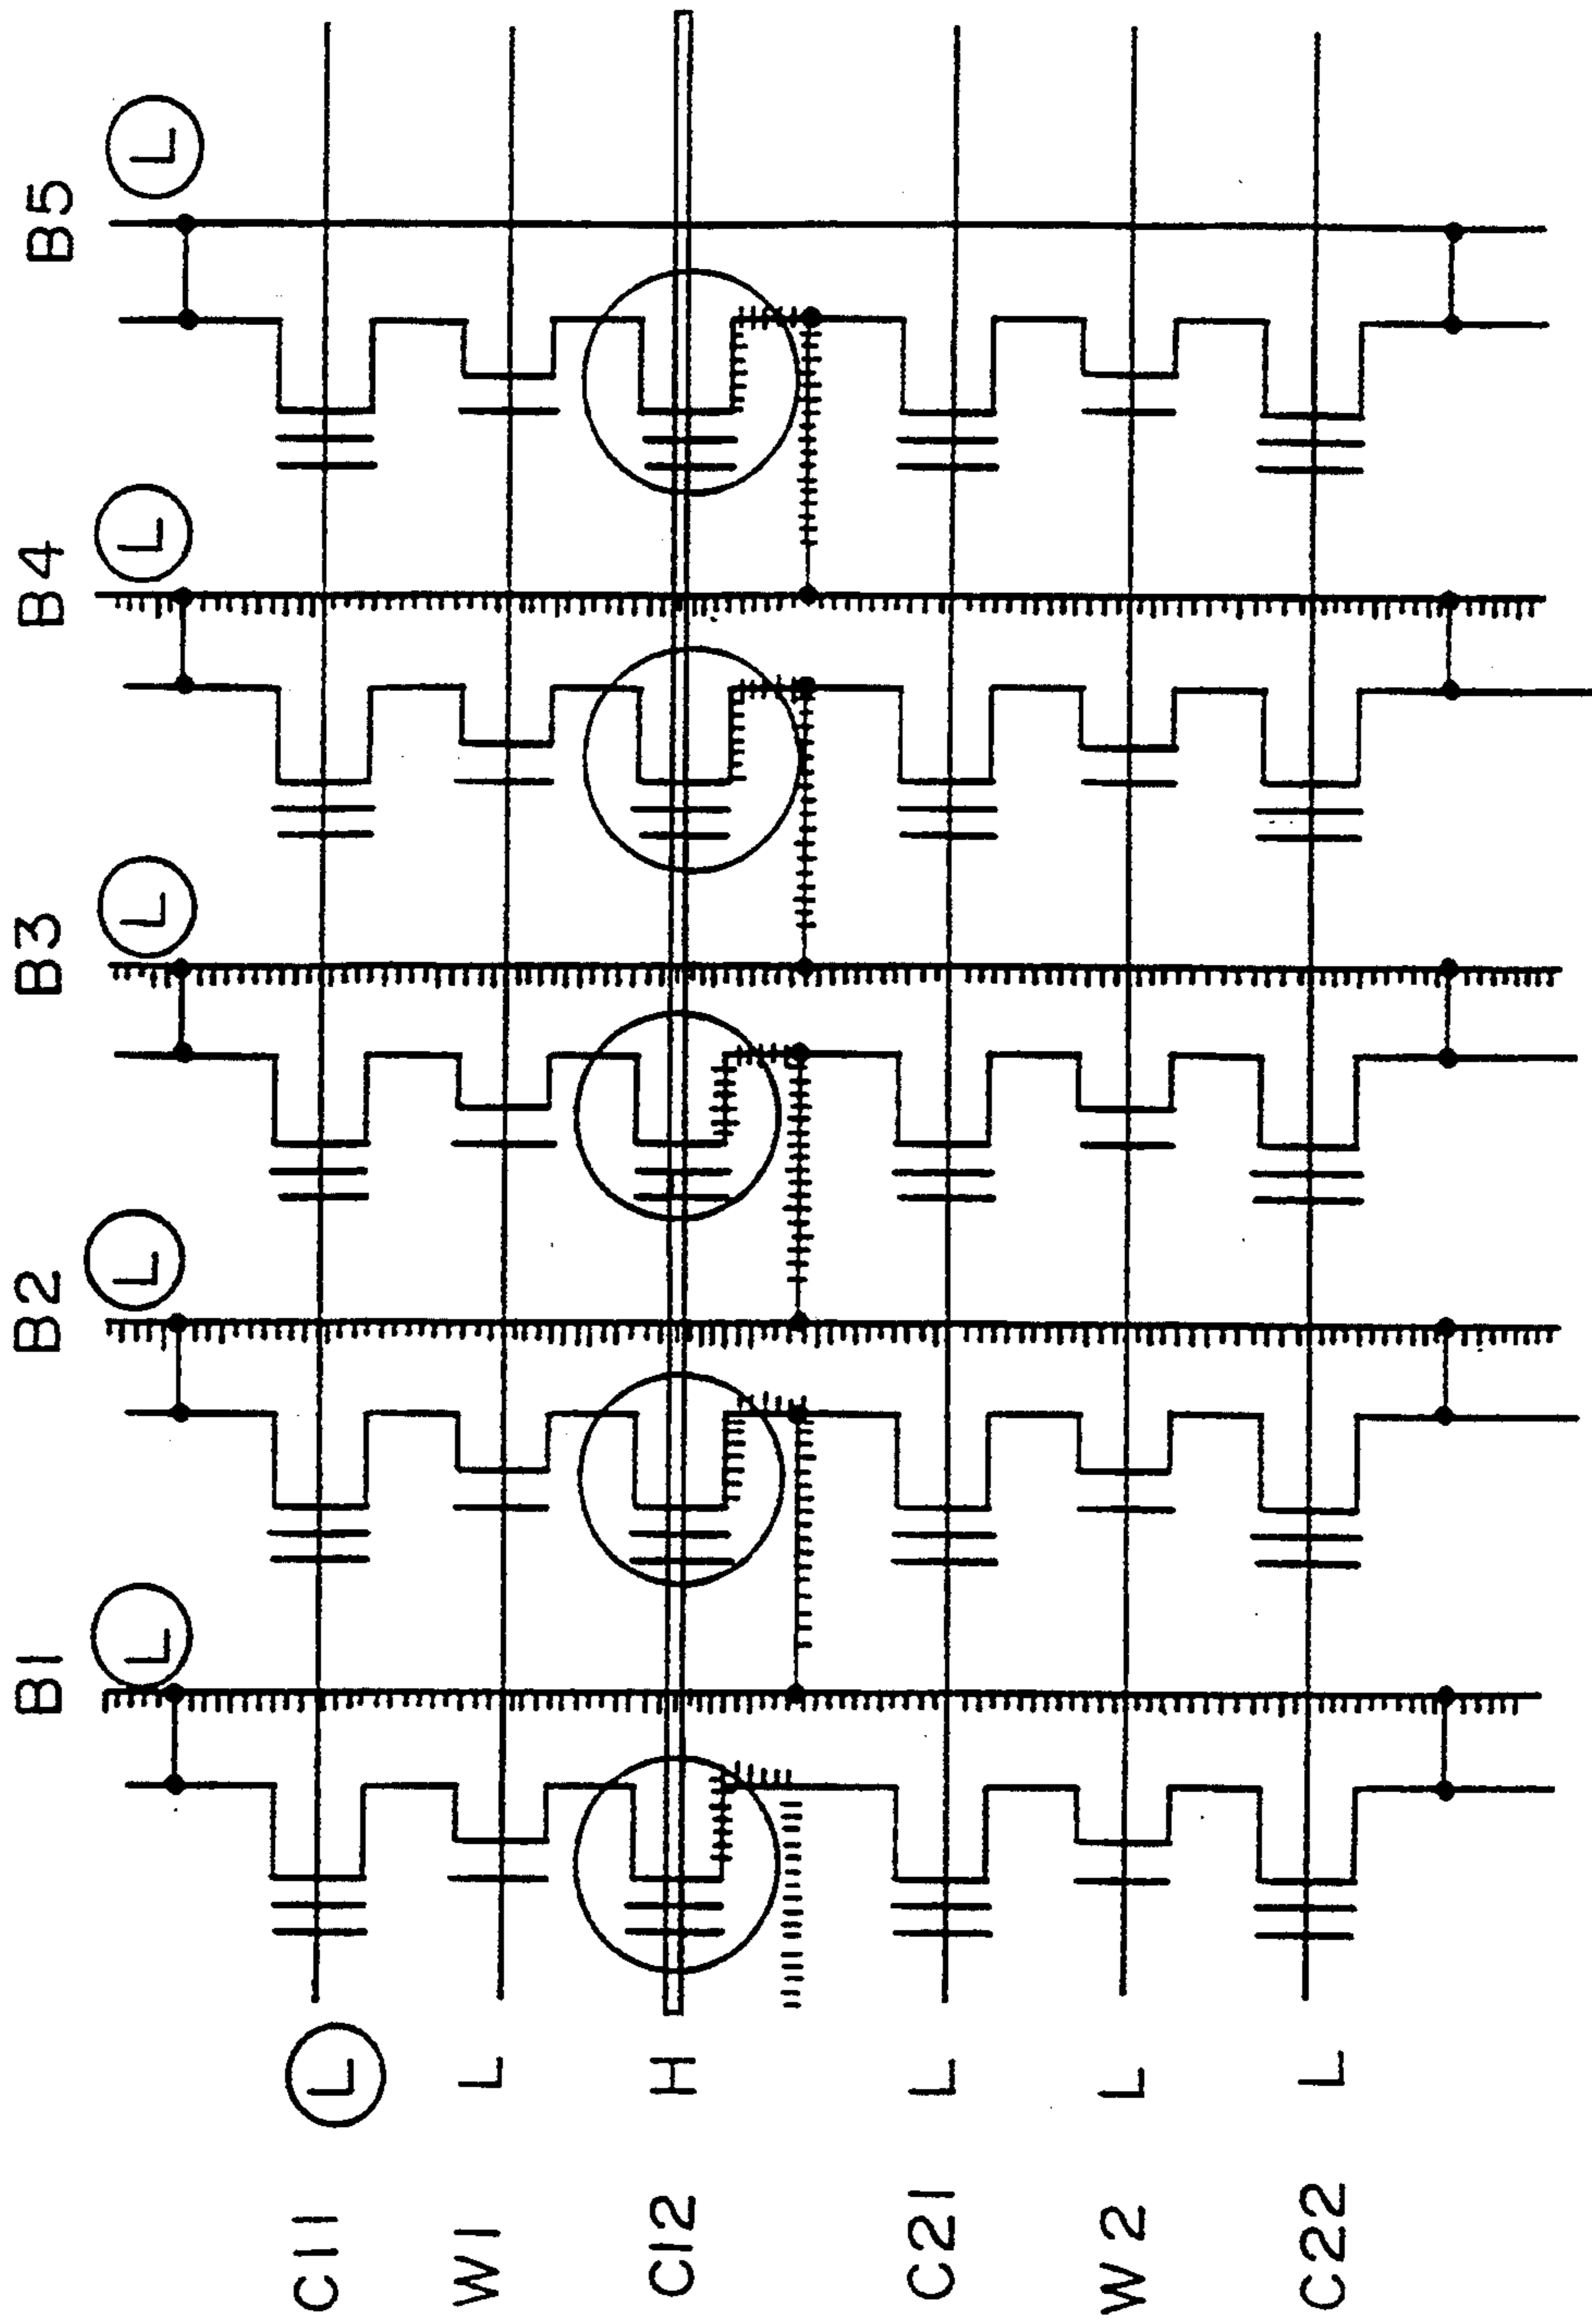 B1 B2 B3 B4 B5
L L L L L
C11 L
W1 L
C12 H
C21 L
W2 L
C22 L